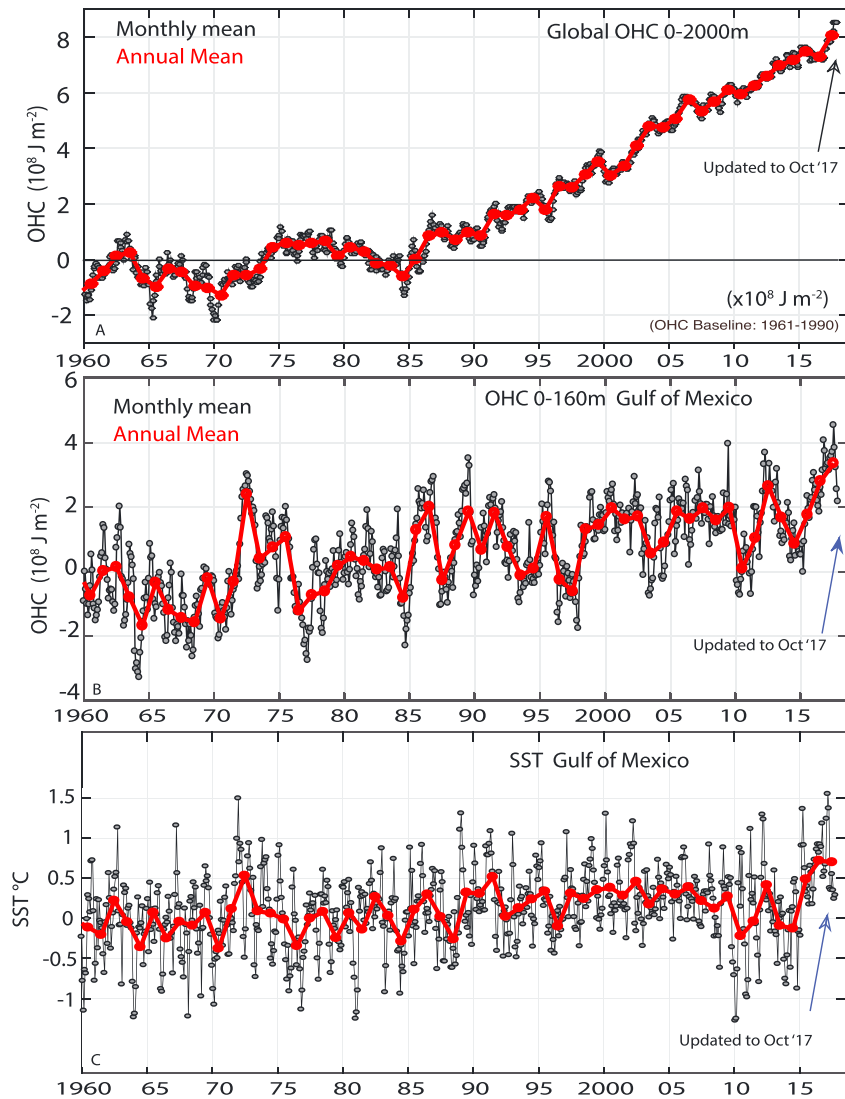 Monthly mean
Annual Mean
Global OHC 0-2000m
8
6
4
2
0
-2
OHC (10⁸ J m⁻²)
Updated to Oct ‘17
(x10⁸ J m⁻²)
(OHC Baseline: 1961-1990)
A
1960 65 70 75 80 85 90 95 2000 05 10 15
Monthly mean
Annual Mean
OHC 0-160m Gulf of Mexico
6
4
2
0
-2
-4
OHC (10⁸ J m⁻²)
Updated to Oct ‘17
B
1960 65 70 75 80 85 90 95 2000 05 10 15
SST Gulf of Mexico
1.5
1
0.5
0
-0.5
-1
SST °C
Updated to Oct ‘17
C
1960 65 70 75 80 85 90 95 2000 05 10 15